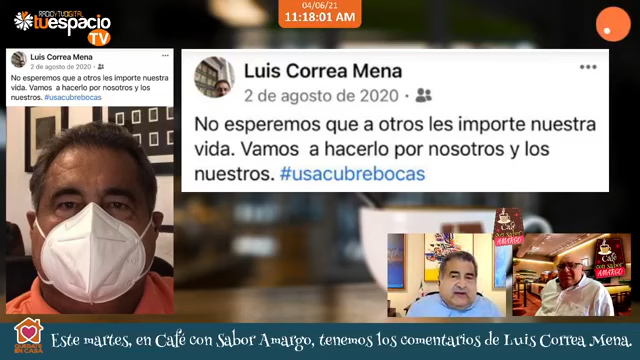 RADIO Y TV DIGITAL
tuespacio
TV
04/06/21
11:18:01 AM
Luis Correa Mena
2 de agosto de 2020 ·
No esperemos que a otros les importe nuestra
vida. Vamos a hacerlo por nosotros y los
nuestros. #usacubrebocas
Luis Correa Mena
2 de agosto de 2020 ·
No esperemos que a otros les importe nuestra
vida. Vamos  a hacerlo por nosotros y los
nuestros. #usacubrebocas
Café
con Sabor
AMARGO
Café
con Sabor
AMARGO
QUÉDATE
EN CASA
Este martes, en Café con Sabor Amargo, tenemos los comentarios de Luis Correa Mena.